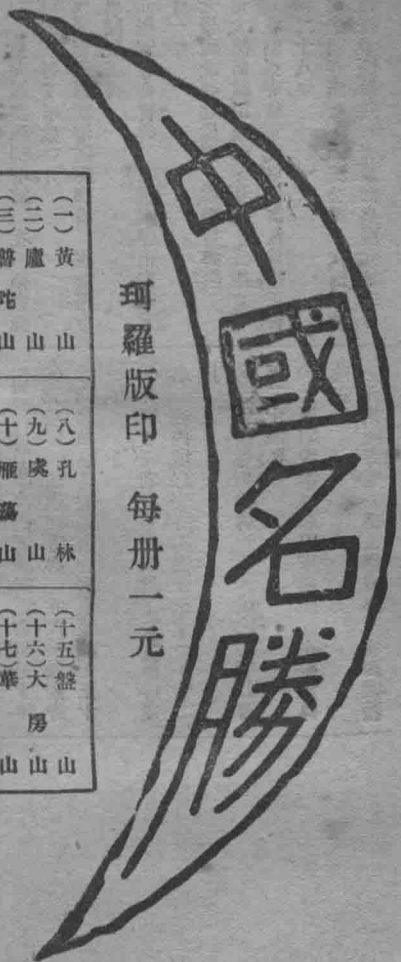 中國名勝
珂羅版印 每册一元
(一)黃山
(二)廬山
(三)普陀山
(八)孔林
(九)虞山
(十)雁蕩山
(十五)盤山
(十六)大房山
(十七)華山